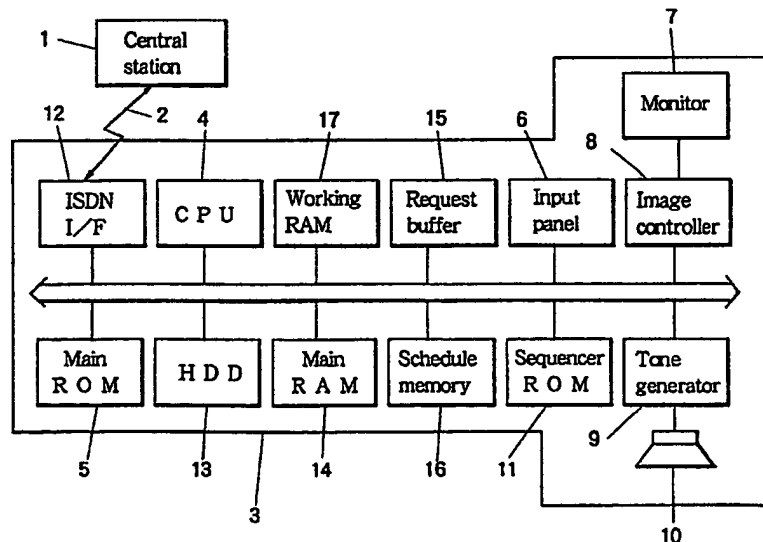 7
1
Central
station
Monitor
12
2
4
17
15
6
8
ISDN
I/F
CPU
Working
RAM
Request
buffer
Input
panel
Image
controller
Main
ROM
HDD
Main
RAM
Schedule
memory
Sequencer
ROM
Tone
generator
9
5
13
14
16
11
3
10